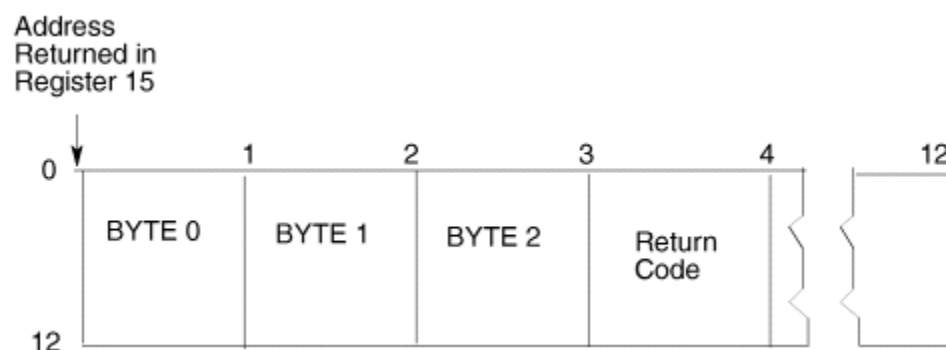 Address
Returned in
Register 15
0
1
2
3
4
12
BYTE 0
BYTE 1
BYTE 2
Return
Code
12